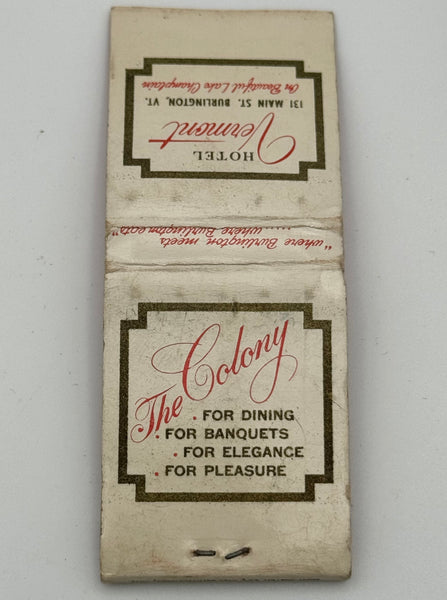 HOTEL
Vermont
131 MAIN ST. BURLINGTON, VT.
On Beautiful Lake Champlain
"where Burlington meets
..... where Burlington eats"
The Colony
· FOR DINING
· FOR BANQUETS
· FOR ELEGANCE
· FOR PLEASURE